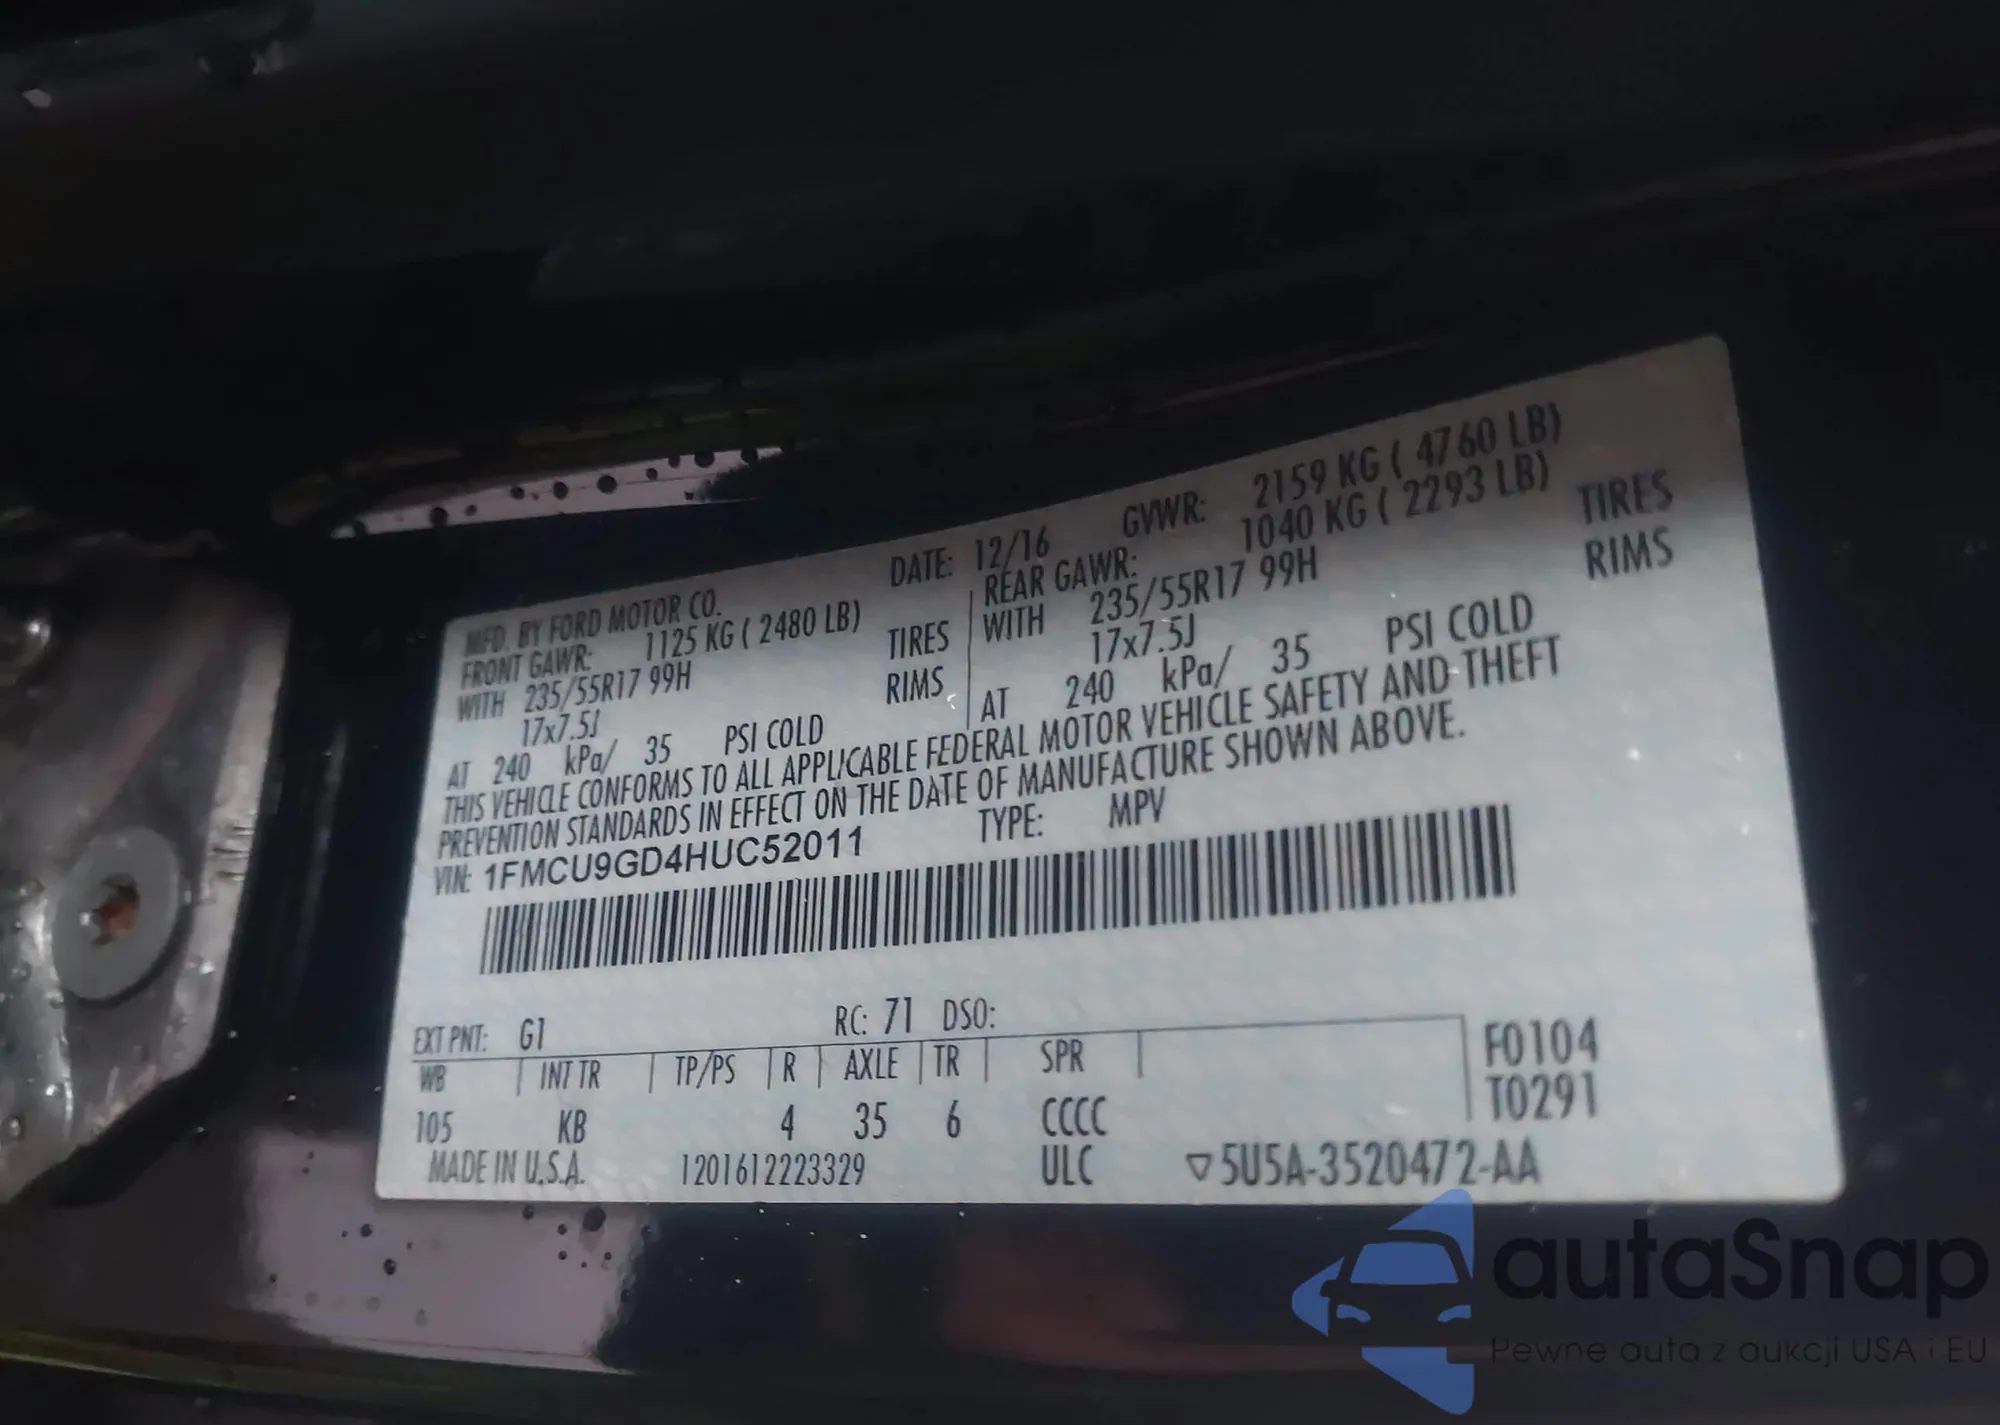 MFD. BY FORD MOTOR CO. DATE: 12/16 GVWR: 2159 KG ( 4760 LB)
FRONT GAWR: 1125 KG ( 2480 LB) REAR GAWR: 1040 KG ( 2293 LB)
WITH 235/55R17 99H TIRES WITH 235/55R17 99H TIRES
17x7.5J RIMS 17x7.5J RIMS
AT 240 kPa/ 35 PSI COLD AT 240 kPa/ 35 PSI COLD
THIS VEHICLE CONFORMS TO ALL APPLICABLE FEDERAL MOTOR VEHICLE SAFETY AND THEFT
PREVENTION STANDARDS IN EFFECT ON THE DATE OF MANUFACTURE SHOWN ABOVE.
VIN: 1FMCU9GD4HUC52011 TYPE: MPV
EXT PNT: G1 RC: 71 DSO:
WB INT TR TP/PS R AXLE TR SPR F0104
105 KB 4 35 6 CCCC T0291
MADE IN U.S.A. 1201612223329 ULC ▽5U5A-3520472-AA
autaSnap
Pewne auta z aukcji USA i EU